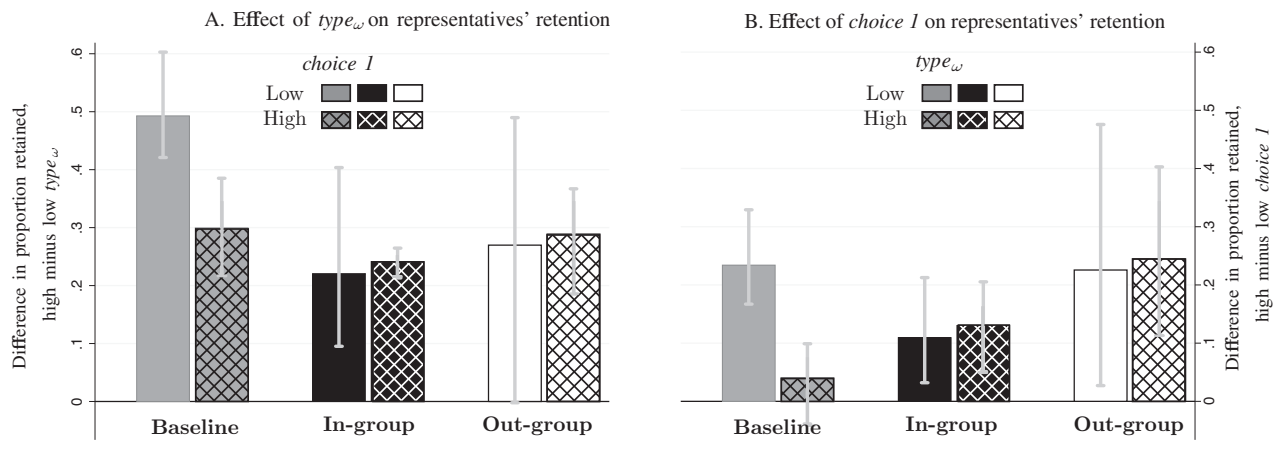 A. Effect of typeω on representatives’ retention
Difference in proportion retained,
high minus low typeω
.6
.5
.4
.3
.2
.1
0
choice 1
Low
High
Baseline
In-group
Out-group
B. Effect of choice 1 on representatives’ retention
typeω
Low
High
Baseline
In-group
Out-group
.6
.5
.4
.3
.2
.1
0
Difference in proportion retained,
high minus low choice 1